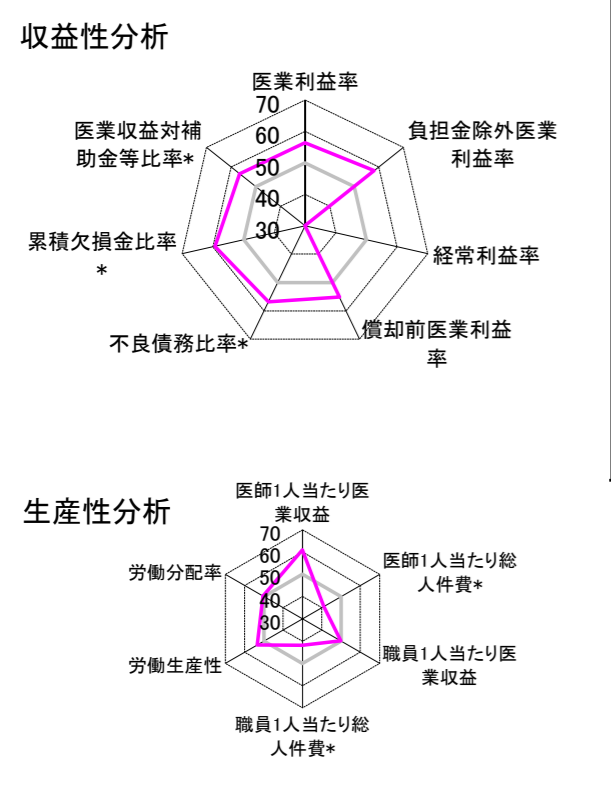 収益性分析
医業利益率
70
60
50
40
30
負担金除外医業
利益率
経常利益率
償却前医業利益
率
不良債務比率*
累積欠損金比率
*
医業収益対補
助金等比率*
生産性分析
医師1人当たり医
業収益
70
60
50
40
30
医師1人当たり総
人件費*
職員1人当たり医
業収益
職員1人当たり総
人件費*
労働生産性
労働分配率